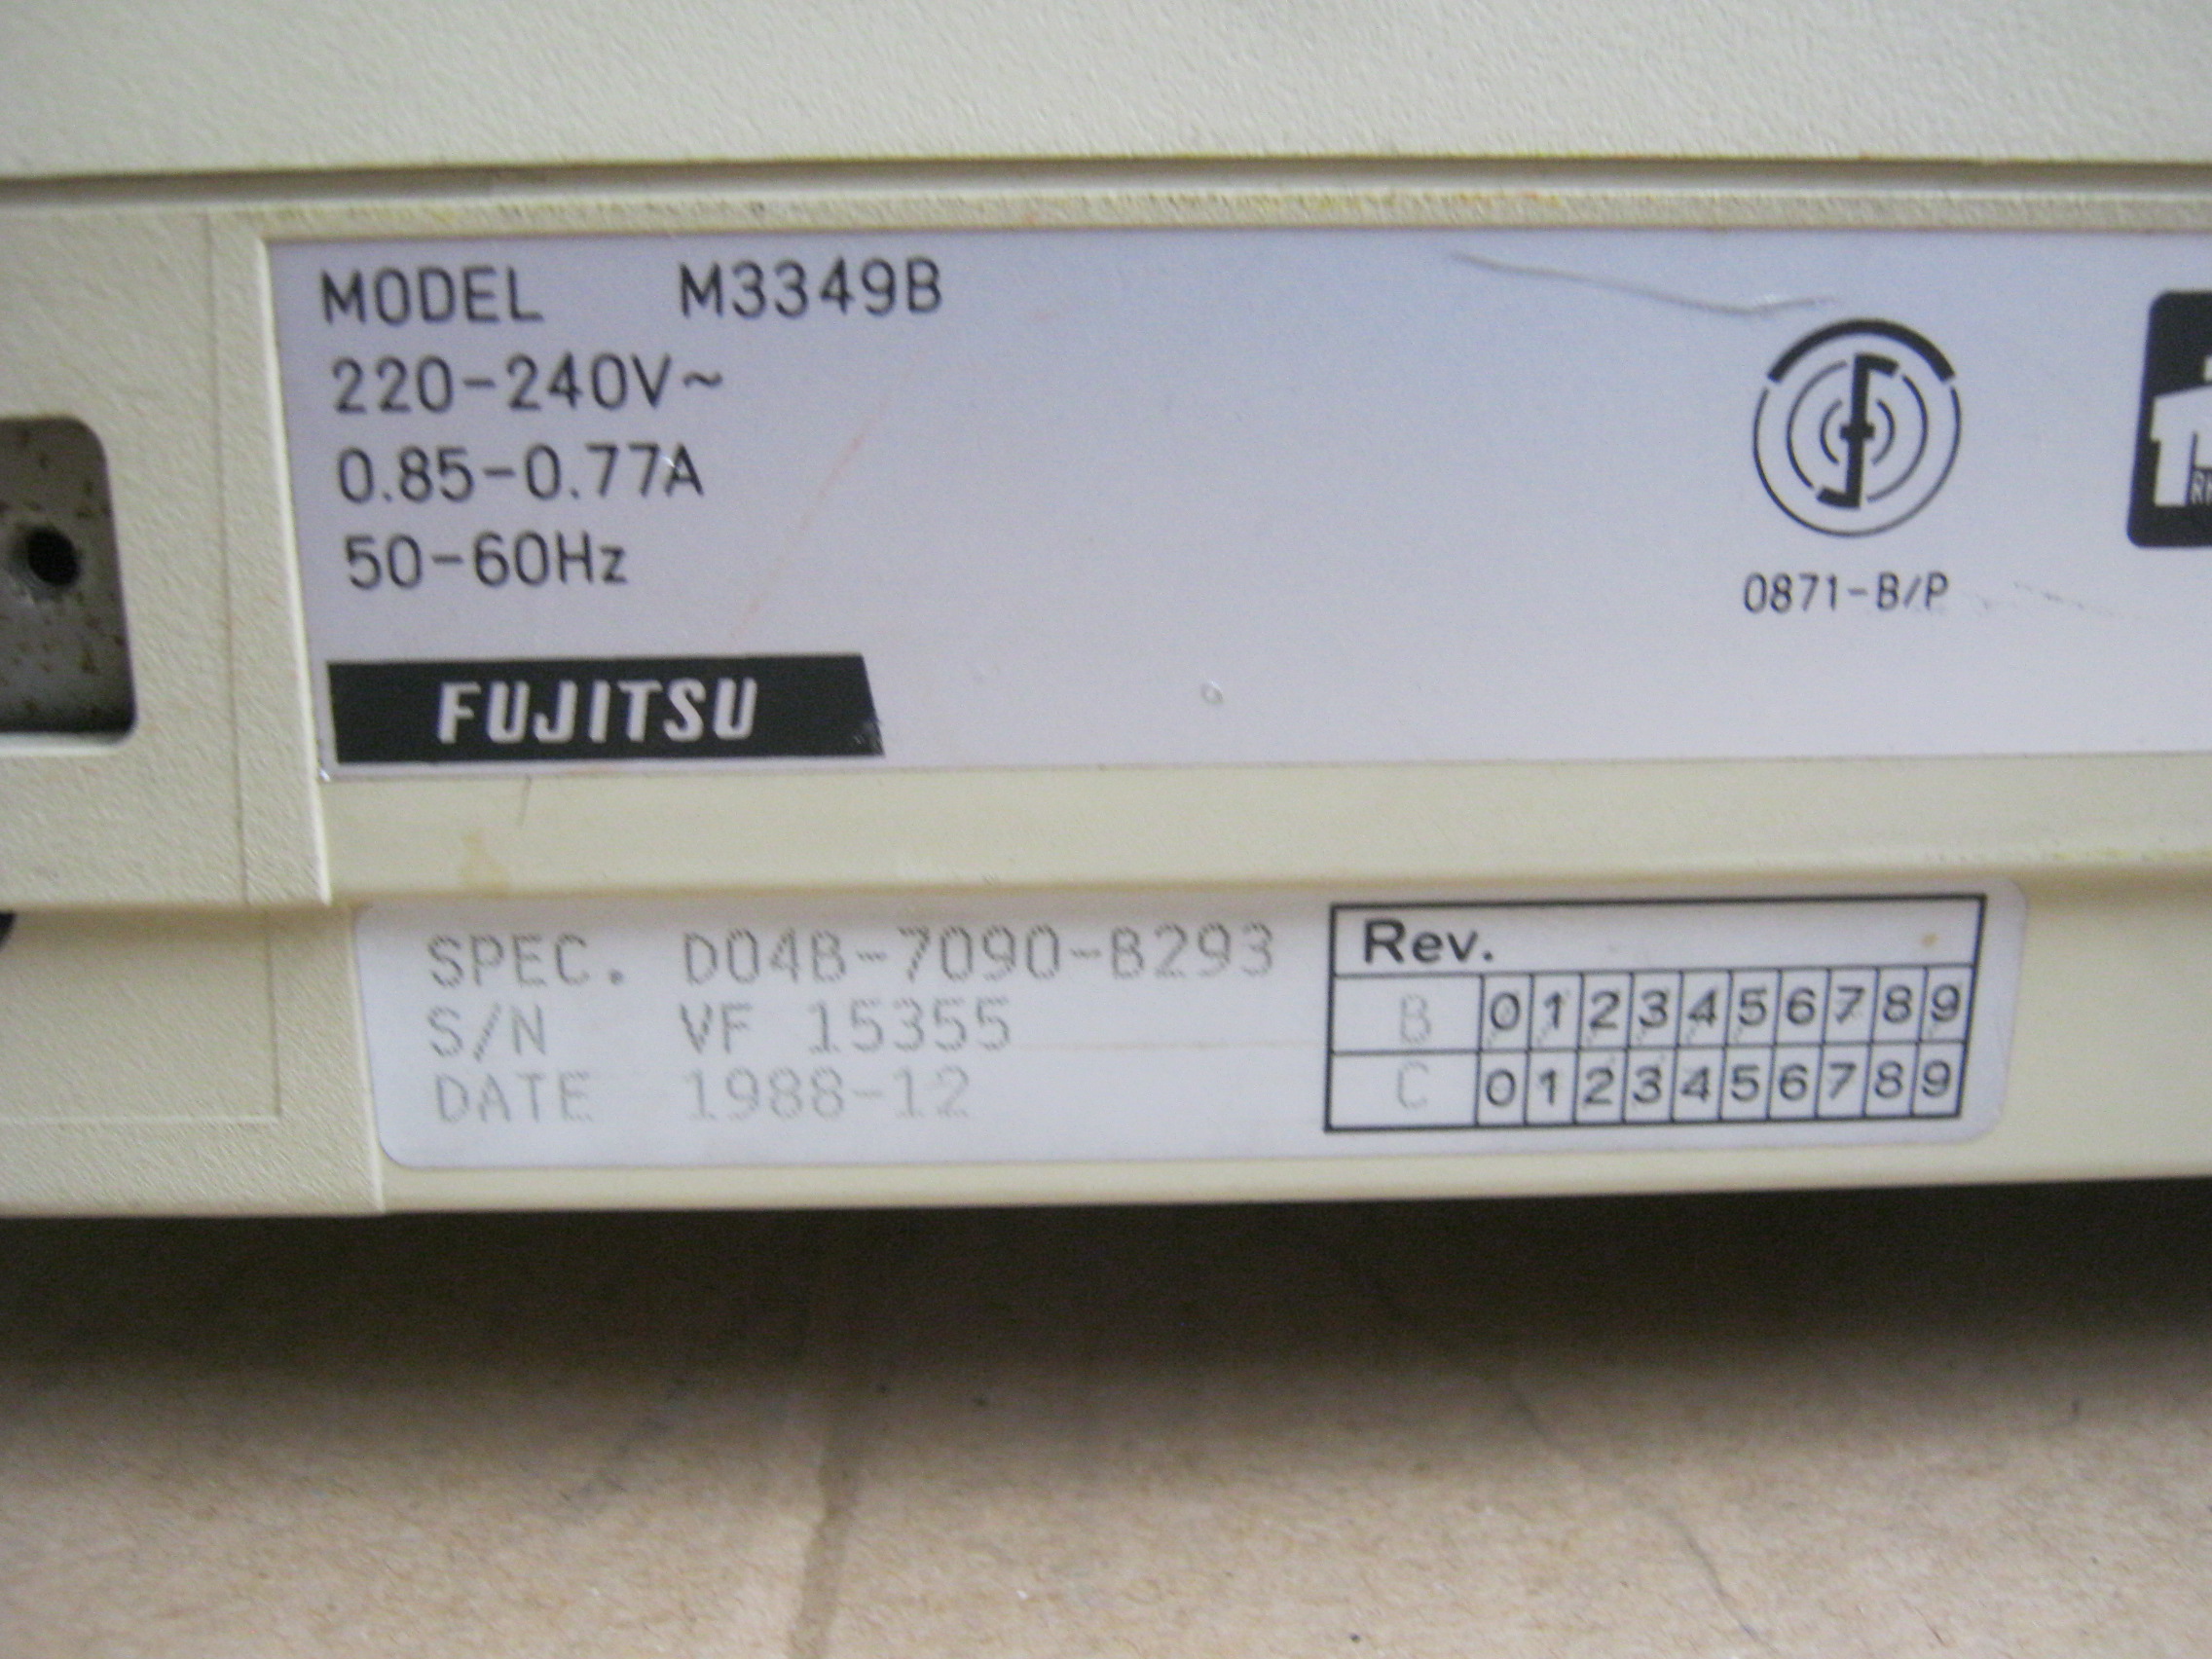 MODEL M3349B
220-240V~
0.85-0.77A
50-60Hz
FUJITSU
0871-B/P
SPEC. D04B-7090-B293
S/N VF 15355
DATE 1988-12
Rev.
B 0 1 2 3 4 5 6 7 8 9
C 0 1 2 3 4 5 6 7 8 9